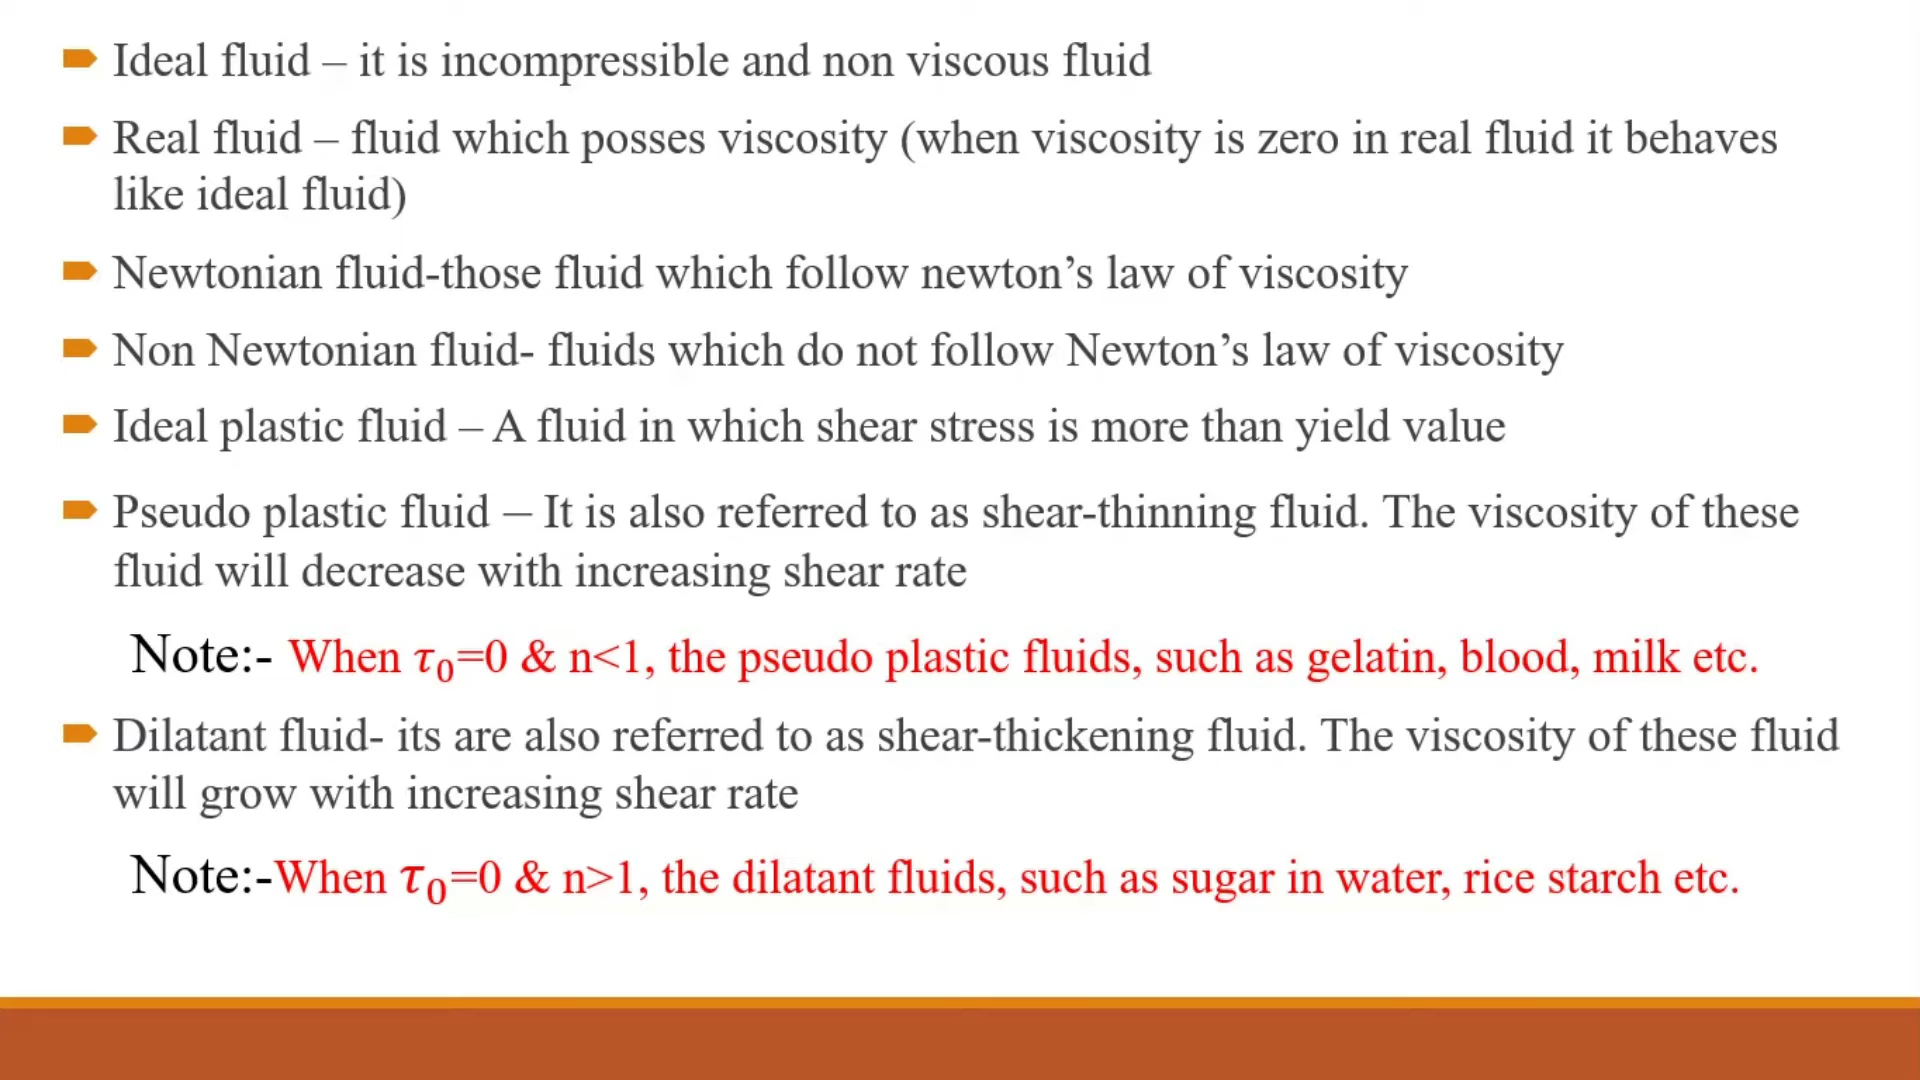 Ideal fluid – it is incompressible and non viscous fluid
Real fluid – fluid which posses viscosity (when viscosity is zero in real fluid it behaves
like ideal fluid)
Newtonian fluid-those fluid which follow newton’s law of viscosity
Non Newtonian fluid- fluids which do not follow Newton’s law of viscosity
Ideal plastic fluid – A fluid in which shear stress is more than yield value
Pseudo plastic fluid – It is also referred to as shear-thinning fluid. The viscosity of these
fluid will decrease with increasing shear rate
Note:- When τ₀=0 & n<1, the pseudo plastic fluids, such as gelatin, blood, milk etc.
Dilatant fluid- its are also referred to as shear-thickening fluid. The viscosity of these fluid
will grow with increasing shear rate
Note:-When τ₀=0 & n>1, the dilatant fluids, such as sugar in water, rice starch etc.